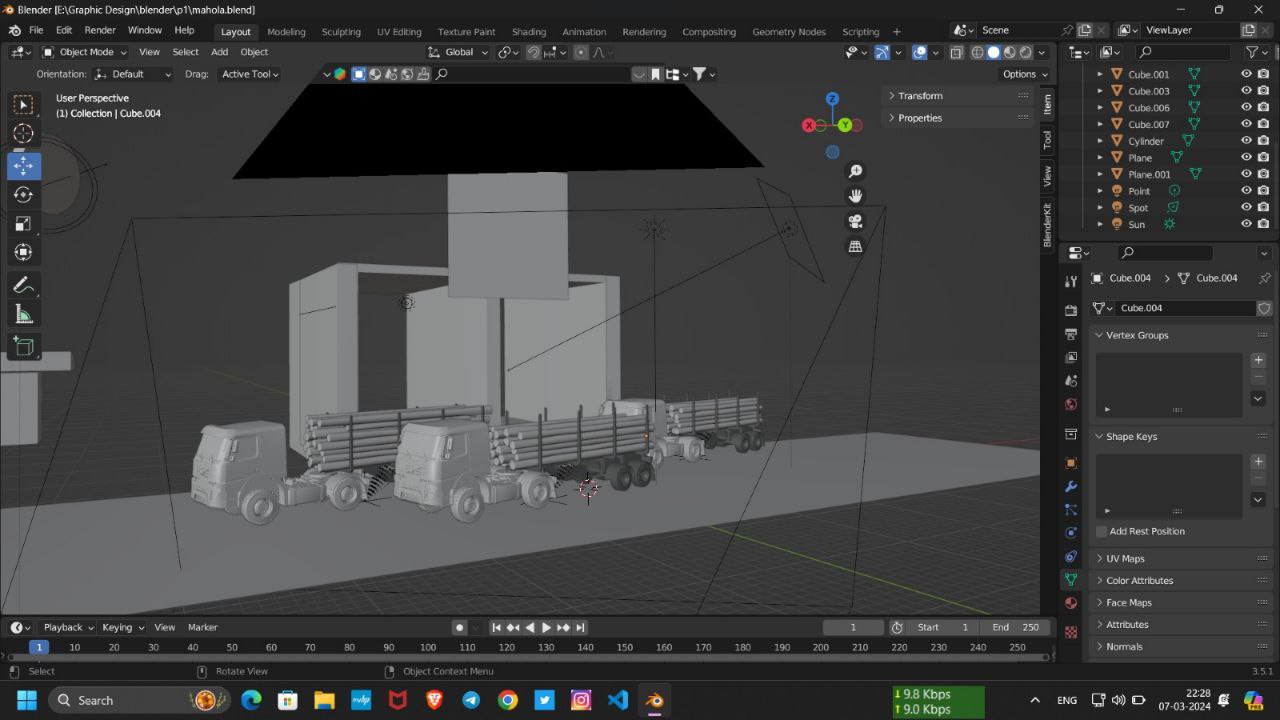 Blender [E:\Graphic Design\blender\p1\mahola.blend]
File Edit Render Window Help Layout Modeling Sculpting UV Editing Texture Paint Shading Animation Rendering Compositing Geometry Nodes Scripting + Scene ViewLayer
Object Mode View Select Add Object Global
Orientation: Default Drag: Active Tool Options
User Perspective
(1) Collection | Cube.004
Z
X
Y
Transform
Properties
Item
Tool
View
BlenderKit
Cube.001
Cube.003
Cube.006
Cube.007
Cylinder
Plane
Plane.001
Point
Spot
Sun
Cube.004 > Cube.004
Cube.004
Vertex Groups
Shape Keys
Add Rest Position
UV Maps
Color Attributes
Face Maps
Attributes
Normals
Playback Keying View Marker 1 Start 1 End 250
1 10 20 30 40 50 60 70 80 90 100 110 120 130 140 150 160 170 180 190 200 210 220 230 240 250
Select Rotate View Object Context Menu 3.5.1
Search
9.8 Kbps
9.0 Kbps
ENG
22:28
07-03-2024
PRE